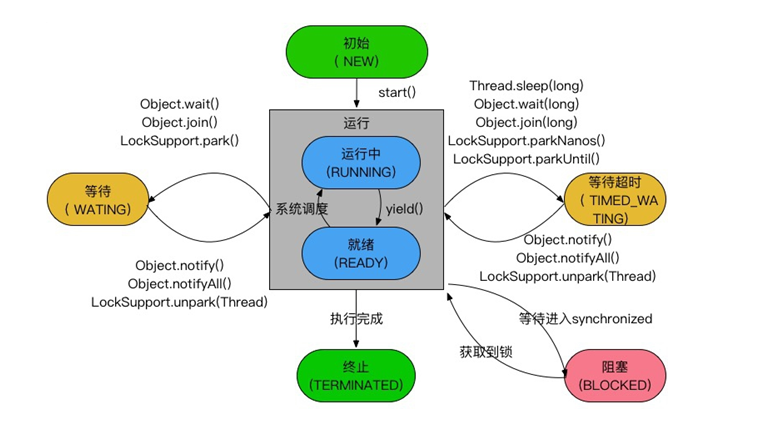 初始
( NEW)
start()
Object.wait()
Object.join()
LockSupport.park()
Thread.sleep(long)
Object.wait(long)
Object.join(long)
LockSupport.parkNanos()
LockSupport.parkUntil()
运行
运行中
(RUNNING)
等待
( WATING)
等待超时
( TIMED_WA
TING)
系统调度
yield()
就绪
(READY)
Object.notify()
Object.notifyAll()
LockSupport.unpark(Thread)
Object.notify()
Object.notifyAll()
LockSupport.unpark(Thread)
执行完成
等待进入synchronized
获取到锁
终止
(TERMINATED)
阻塞
(BLOCKED)